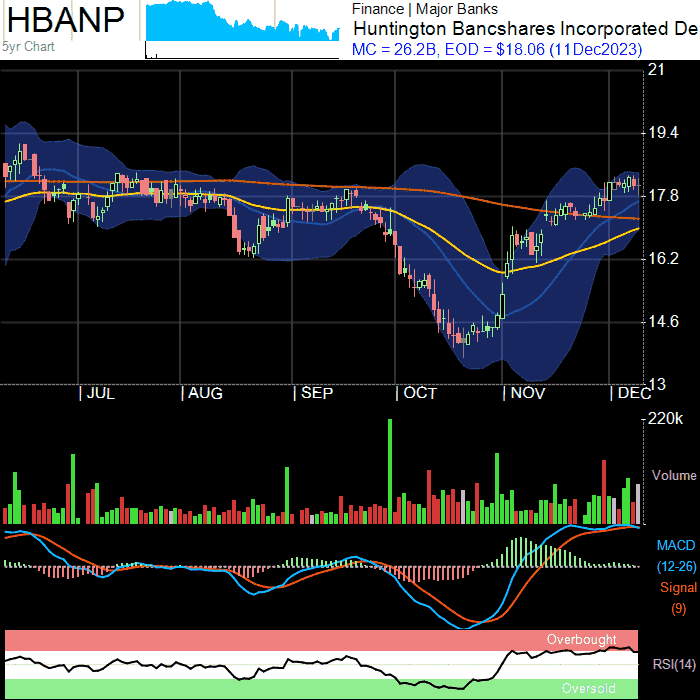 HBANP
5yr Chart
Finance | Major Banks
Huntington Bancshares Incorporated De
MC = 26.2B, EOD = $18.06 (11Dec2023)
21
19.4
17.8
16.2
14.6
13
| JUL | AUG | SEP | OCT | NOV | DEC
220k
Volume
MACD
(12-26)
Signal
(9)
Overbought
RSI(14)
Oversold